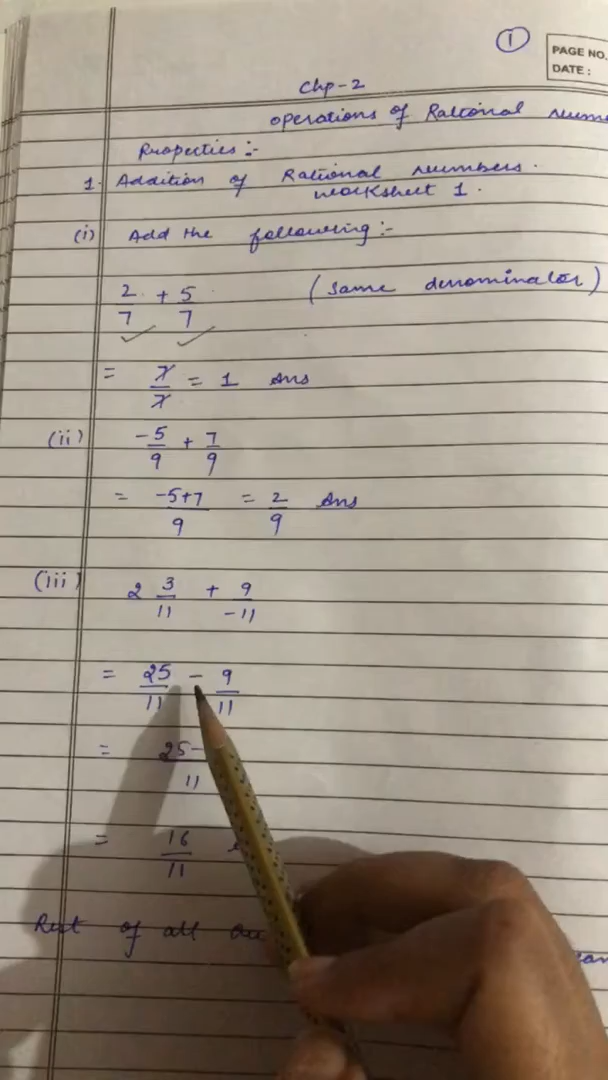 ①
PAGE NO.
DATE :
Chp-2
operations of Rational
Properties :-
1. Addition of Rational numbers.
worksheet 1.
(i) Add the following :-
2/7 + 5/7 (same denominator)
= 7/7 = 1 Ans
(ii) -5/9 + 7/9
= -5+7/9 = 2/9 Ans
(iii) 2 3/11 + 9/-11
= 25/11 - 9/11
= 25-
11
= 16/11
Rest of all